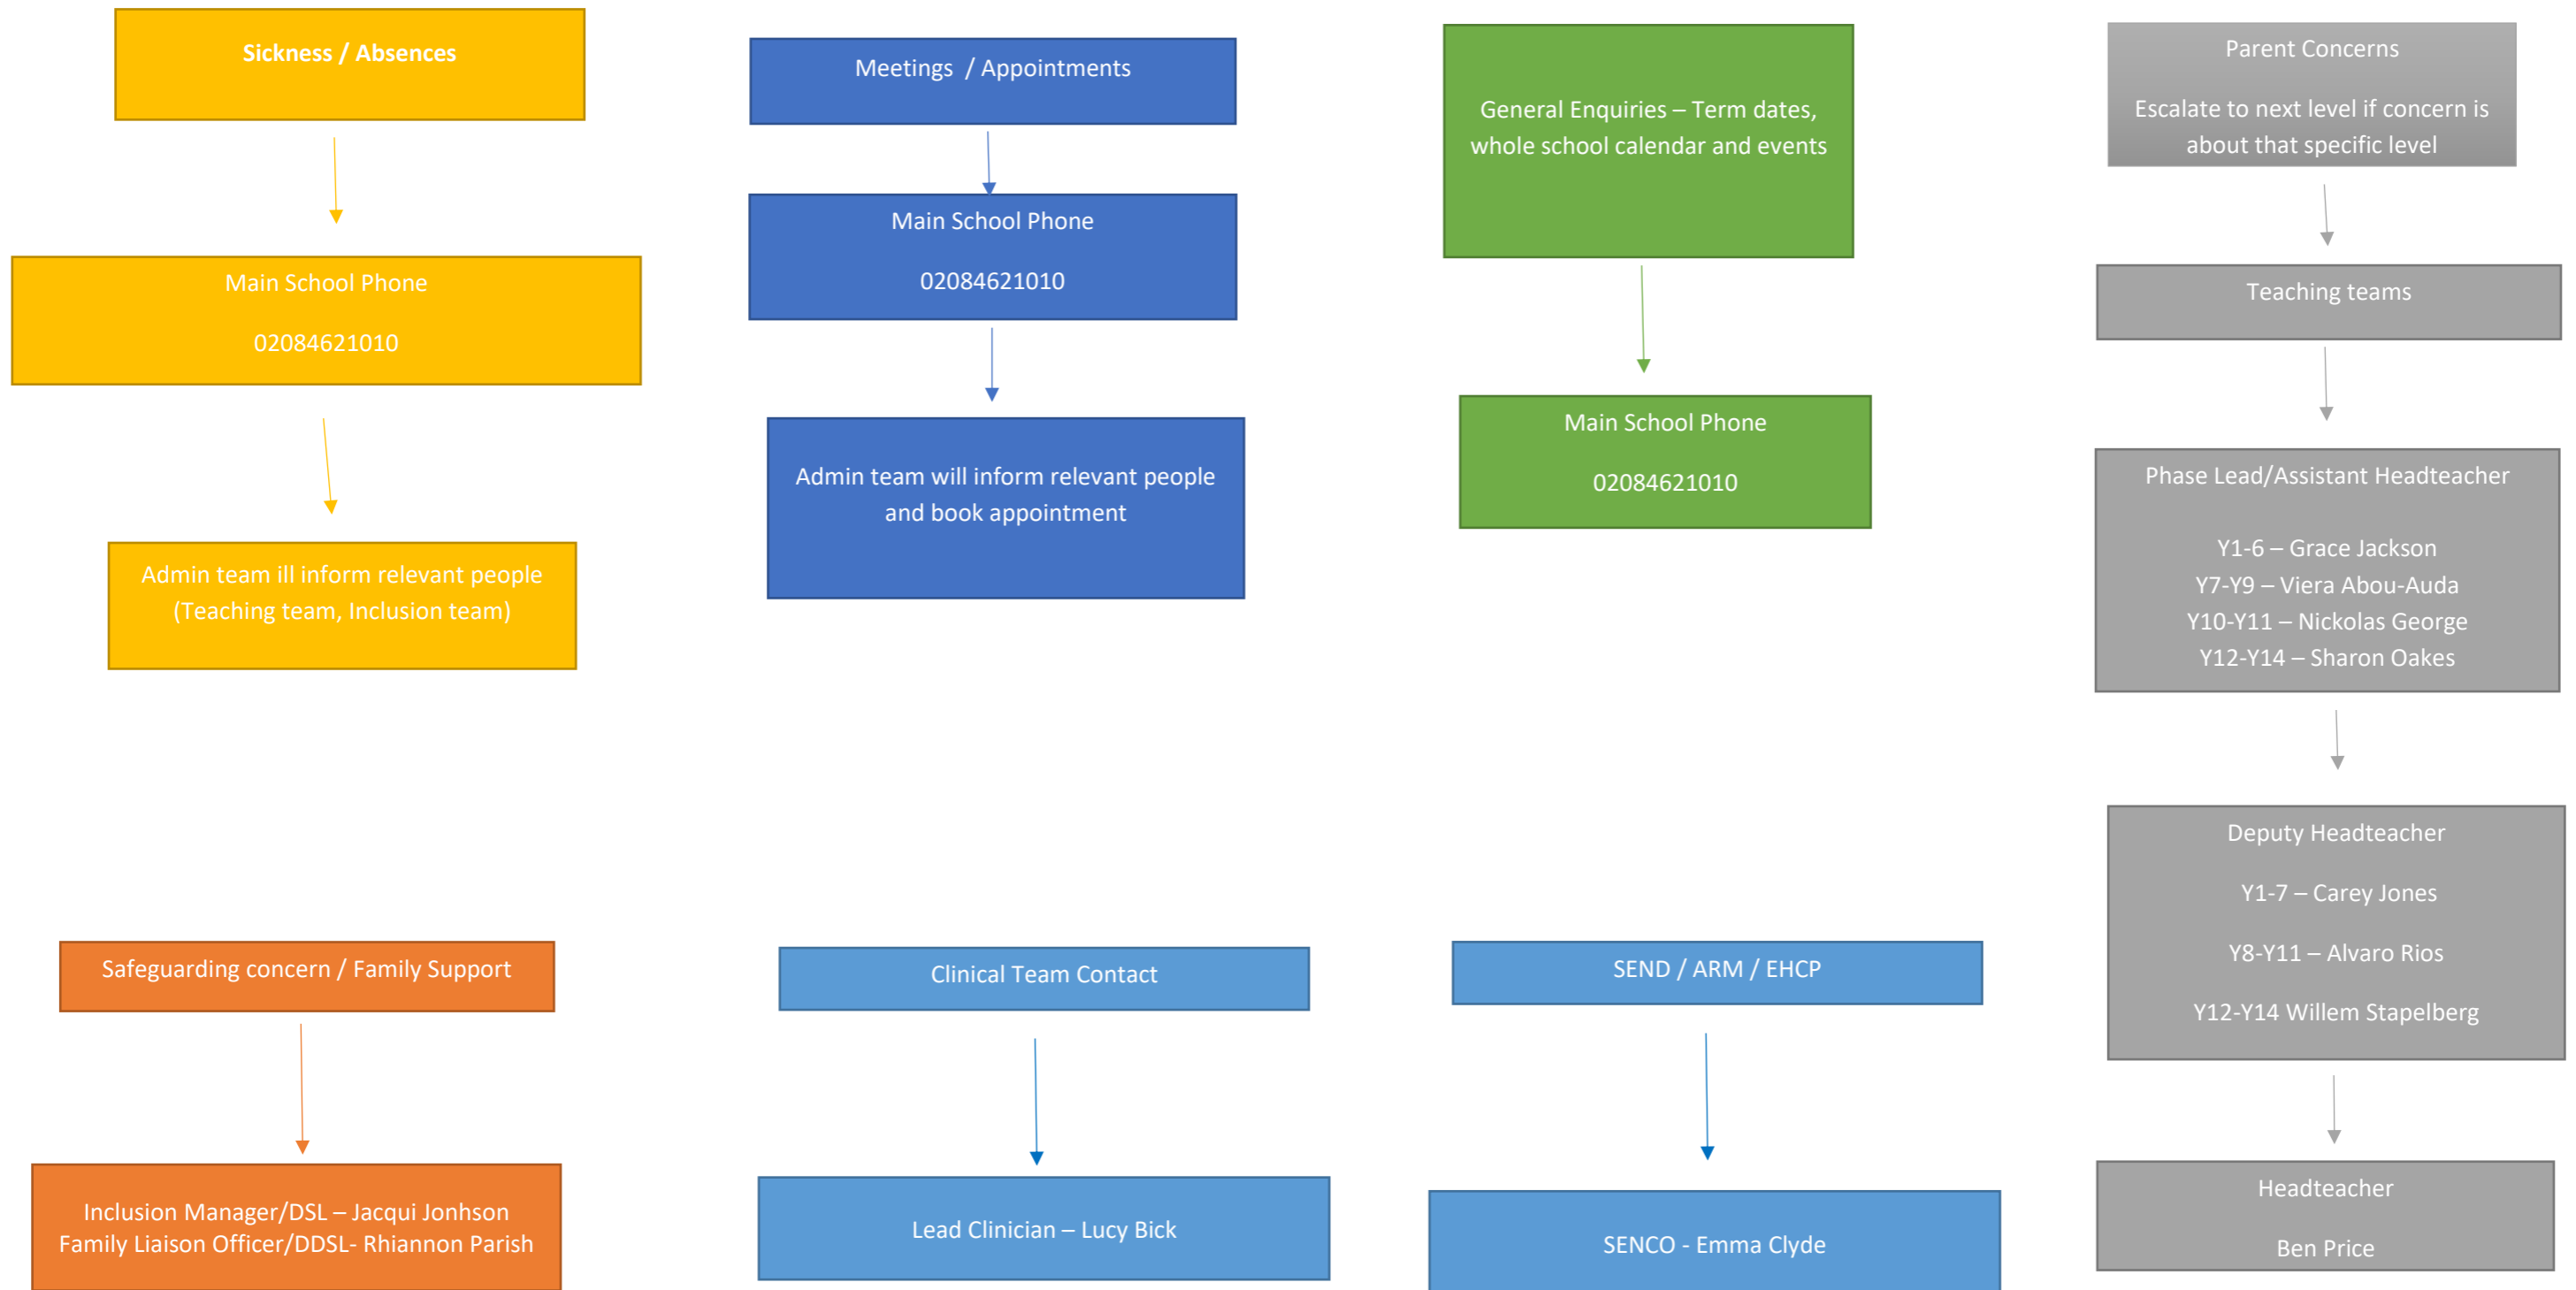 Sickness / Absences
Main School Phone
02084621010
Admin team ill inform relevant people
(Teaching team, Inclusion team)
Meetings / Appointments
Main School Phone
02084621010
Admin team will inform relevant people
and book appointment
General Enquiries – Term dates,
whole school calendar and events
Main School Phone
02084621010
Parent Concerns
Escalate to next level if concern is
about that specific level
Teaching teams
Phase Lead/Assistant Headteacher
Y1-6 – Grace Jackson
Y7-Y9 – Viera Abou-Auda
Y10-Y11 – Nickolas George
Y12-Y14 – Sharon Oakes
Deputy Headteacher
Y1-7 – Carey Jones
Y8-Y11 – Alvaro Rios
Y12-Y14 Willem Stapelberg
Headteacher
Ben Price
Safeguarding concern / Family Support
Inclusion Manager/DSL – Jacqui Jonhson
Family Liaison Officer/DDSL- Rhiannon Parish
Clinical Team Contact
Lead Clinician – Lucy Bick
SEND / ARM / EHCP
SENCO - Emma Clyde